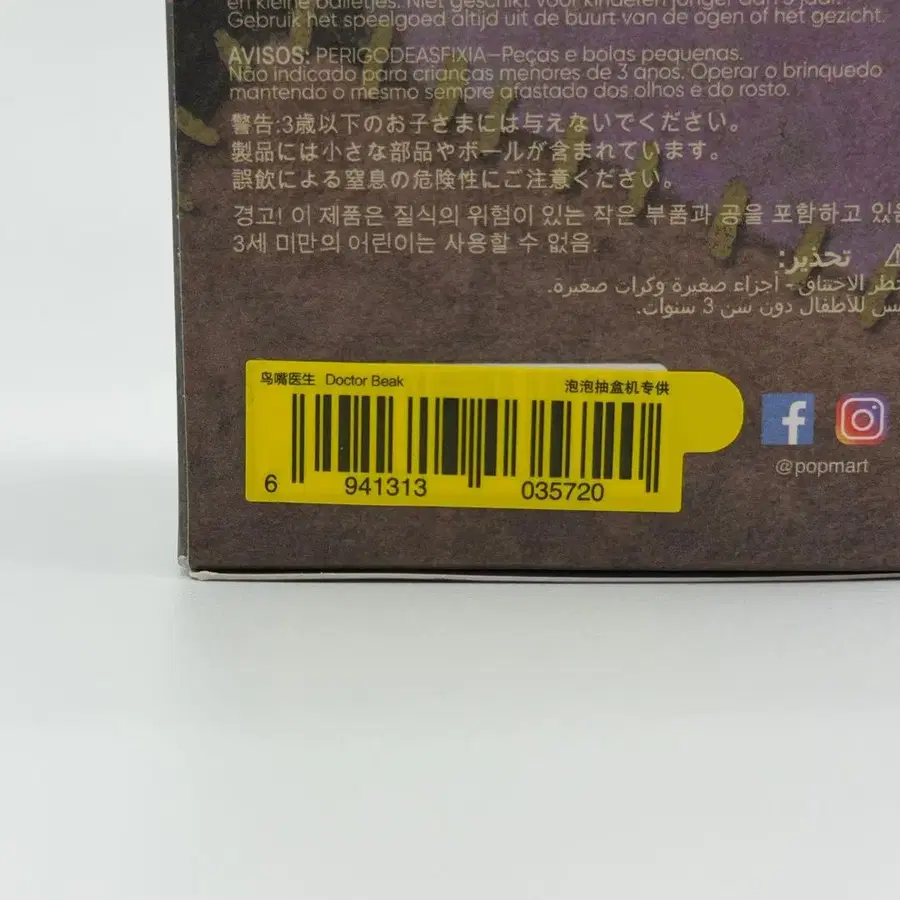 en kleine balletjes. Niet geschikt voor kinderen jonger dan 3 jaar.
Gebruik het speelgoed altijd uit de buurt van de ogen of het gezicht.
AVISOS: PERIGODEASFIXIA—Peças e bolas pequenas.
Não indicado para crianças menores de 3 anos. Operar o brinquedo
mantendo o mesmo sempre afastado dos olhos e do rosto.
警告:3歳以下のお子さまには与えないでください。
製品には小さな部品やボールが含まれています。
誤飲による窒息の危険性にご注意ください。
경고! 이 제품은 질식의 위험이 있는 작은 부품과 공을 포함하고 있음
3세 미만의 어린이는 사용할 수 없음.
⚠ تحذير:
خطر الاختناق - أجزاء صغيرة وكرات صغيرة.
ليس للأطفال دون سن 3 سنوات.
鸟嘴医生 Doctor Beak 泡泡抽盒机专供
6 941313 035720
@popmart